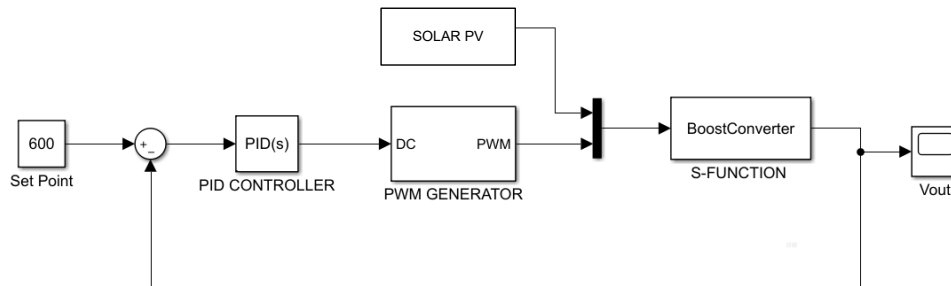 SOLAR PV
600
Set Point
+
−
PID(s)
PID CONTROLLER
DC
PWM
PWM GENERATOR
BoostConverter
S-FUNCTION
Vout